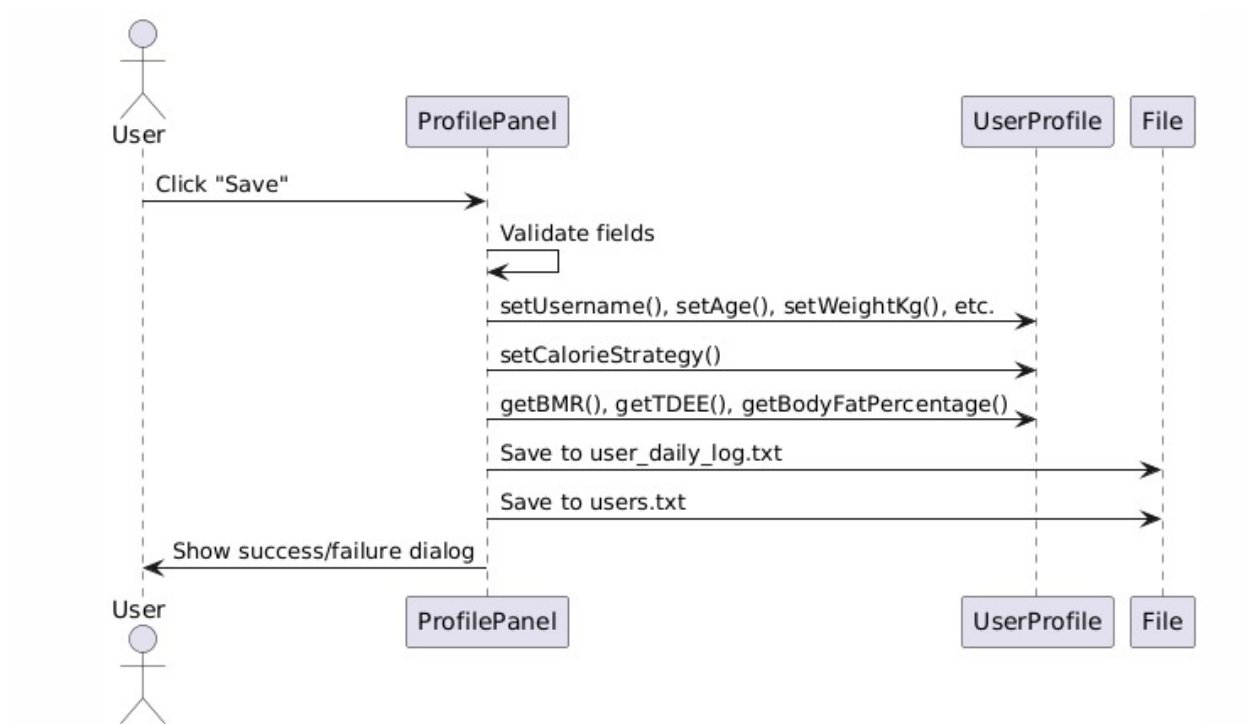 User
ProfilePanel
UserProfile
File
Click "Save"
Validate fields
setUsername(), setAge(), setWeightKg(), etc.
setCalorieStrategy()
getBMR(), getTDEE(), getBodyFatPercentage()
Save to user_daily_log.txt
Save to users.txt
Show success/failure dialog
User
ProfilePanel
UserProfile
File